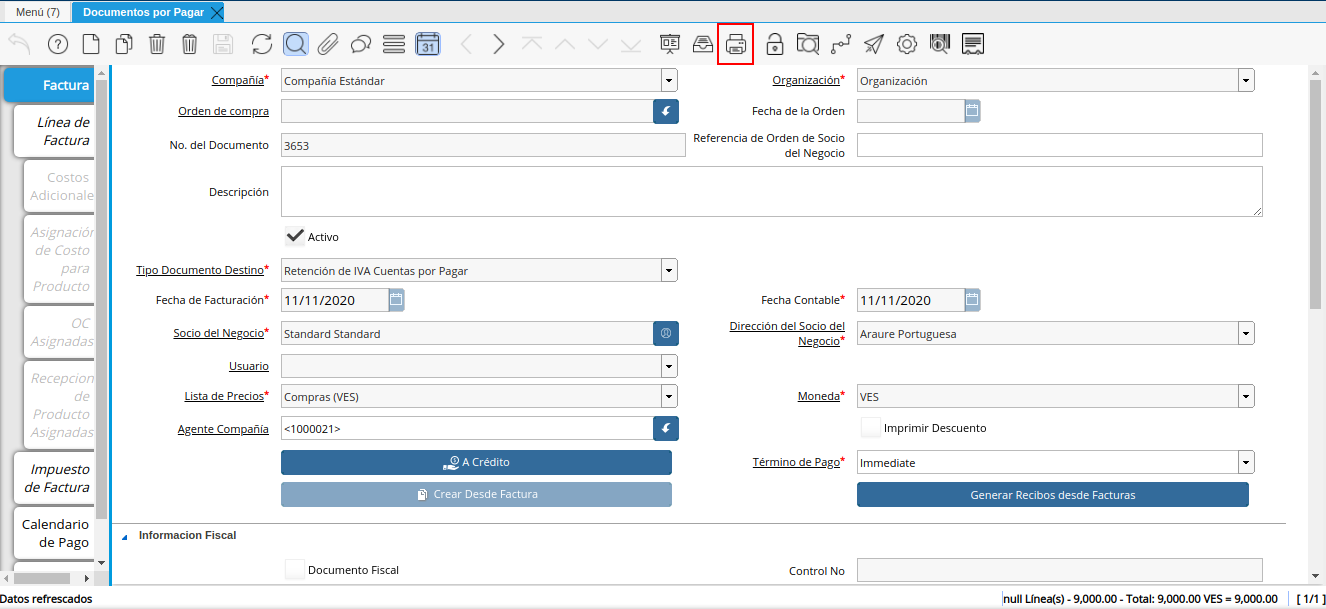 Menú (7)
Documentos por Pagar
31
Factura
Línea de
Factura
Costos
Adicionale
Asignación
de Costo
para
Producto
OC
Asignadas
Recepcion
de
Producto
Asignadas
Impuesto
de Factura
Calendario
de Pago
Compañía* Compañía Estándar
Organización* Organización
Orden de compra
Fecha de la Orden
No. del Documento 3653
Referencia de Orden de Socio
del Negocio
Descripción
Activo
Tipo Documento Destino* Retención de IVA Cuentas por Pagar
Fecha de Facturación* 11/11/2020
Fecha Contable* 11/11/2020
Socio del Negocio* Standard Standard
Dirección del Socio del
Negocio* Araure Portuguesa
Usuario
Lista de Precios* Compras (VES)
Moneda* VES
Agente Compañía <1000021>
Imprimir Descuento
A Crédito
Término de Pago* Immediate
Crear Desde Factura
Generar Recibos desde Facturas
Informacion Fiscal
Documento Fiscal
Control No
Datos refrescados
null Línea(s) - 9,000.00 - Total: 9,000.00 VES = 9,000.00 [ 1/1 ]